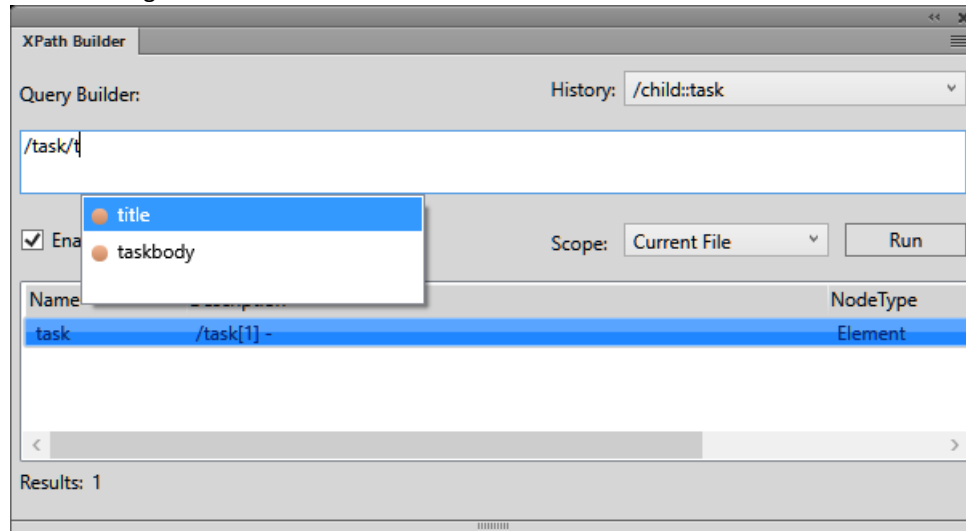 XPath Builder
Query Builder:
History: /child::task
/task/t
title
taskbody
Ena
Scope: Current File Run
Name NodeType
task /task[1] - Element
Results: 1